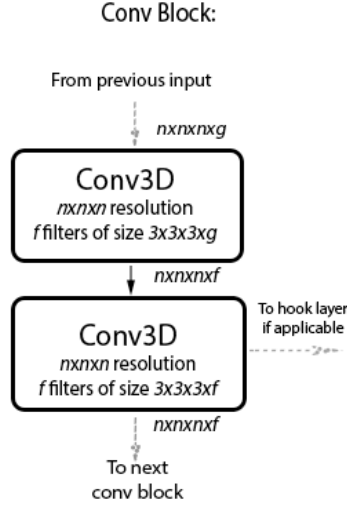 Conv Block:
From previous input
nxnxnxg
Conv3D
nxnxn resolution
f filters of size 3x3x3xg
nxnxnxf
Conv3D
nxnxn resolution
f filters of size 3x3x3xf
To hook layer
if applicable
nxnxnxf
To next
conv block